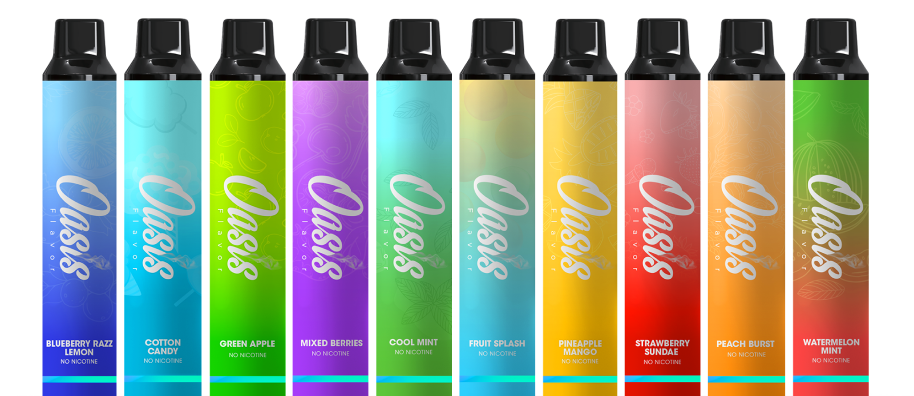 Oasis
Flavor
BLUEBERRY RAZZ
LEMON
NO NICOTINE
Oasis
Flavor
COTTON
CANDY
NO NICOTINE
Oasis
Flavor
GREEN APPLE
NO NICOTINE
Oasis
Flavor
MIXED BERRIES
NO NICOTINE
Oasis
Flavor
COOL MINT
NO NICOTINE
Oasis
Flavor
FRUIT SPLASH
NO NICOTINE
Oasis
Flavor
PINEAPPLE
MANGO
NO NICOTINE
Oasis
Flavor
STRAWBERRY
SUNDAE
NO NICOTINE
Oasis
Flavor
PEACH BURST
NO NICOTINE
Oasis
Flavor
WATERMELON
MINT
NO NICOTINE